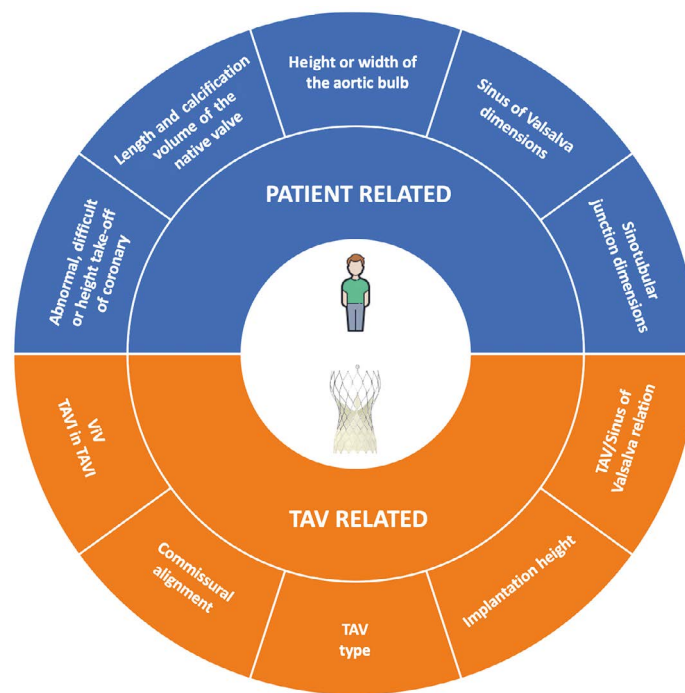 Abnormal, difficult
or height take-off
of coronary
Length and calcification
volume of the
native valve
Height or width of
the aortic bulb
Sinus of Valsalva
dimensions
Sinotubular
junction dimensions
PATIENT RELATED
TAV RELATED
ViV
TAVI in TAVI
Commissural
alignment
TAV
type
Implantation height
TAV/Sinus of
Valsalva relation